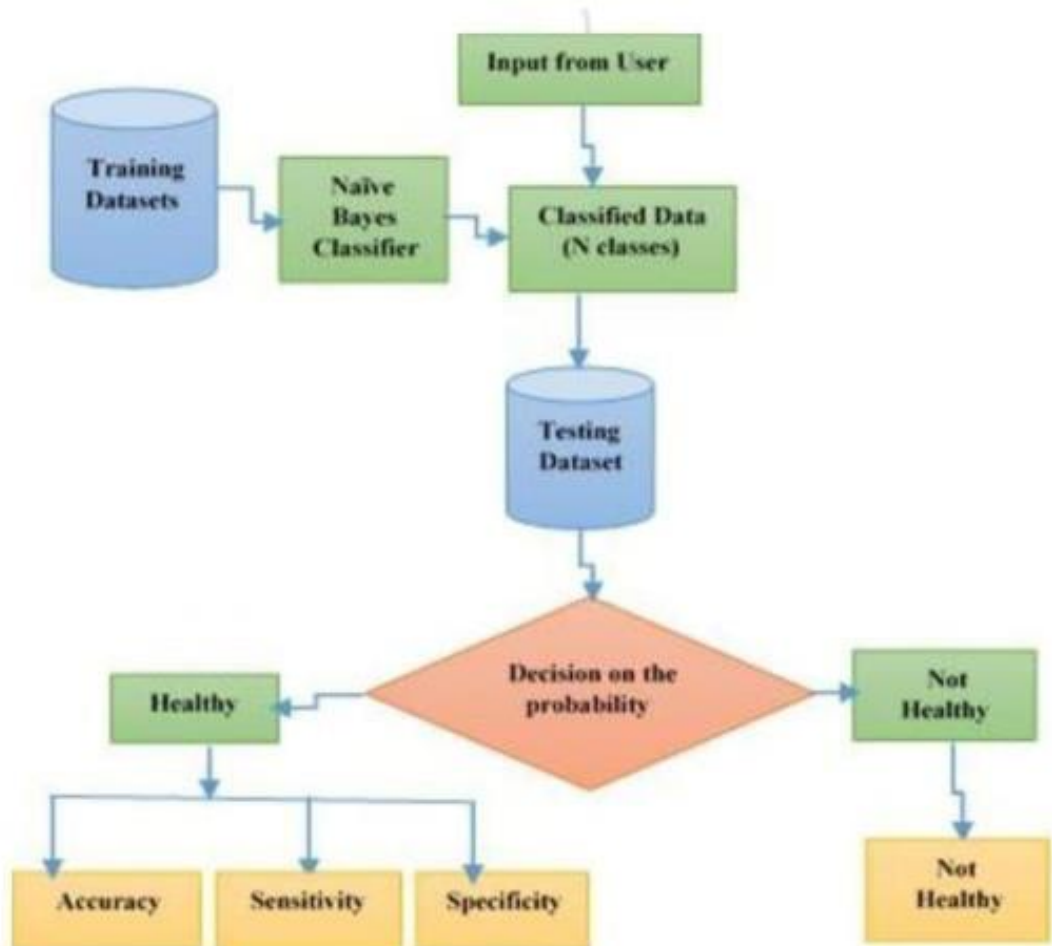 Input from User
Training
Datasets
Naïve
Bayes
Classifier
Classified Data
(N classes)
Testing
Dataset
Decision on the
probability
Healthy
Not
Healthy
Accuracy
Sensitivity
Specificity
Not
Healthy